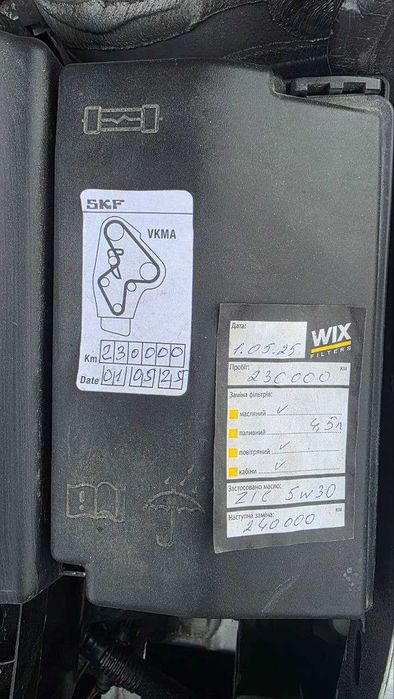 SKF
VKMA
Km 230000
Date 01 05 25
Дата:
1.05.25
WIX
FILTERS
Пробіг: км
230000
Заміна фільтрів:
масляний ✓
паливний 4,5л
повітряний ✓
кабіни ✓
Застосовано масло:
ZIC 5w30
Наступна заміна: км
240000